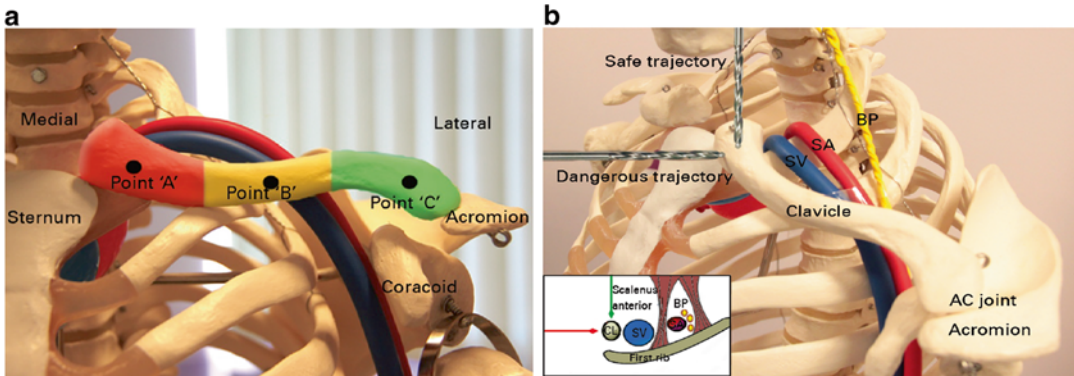 a
Medial
Lateral
Point 'A'
Point 'B'
Point 'C'
Sternum
Acromion
Coracoid
b
Safe trajectory
BP
SA
SV
Dangerous trajectory
Clavicle
Scalenus
anterior
BP
CL
SV
SA
First rib
AC joint
Acromion